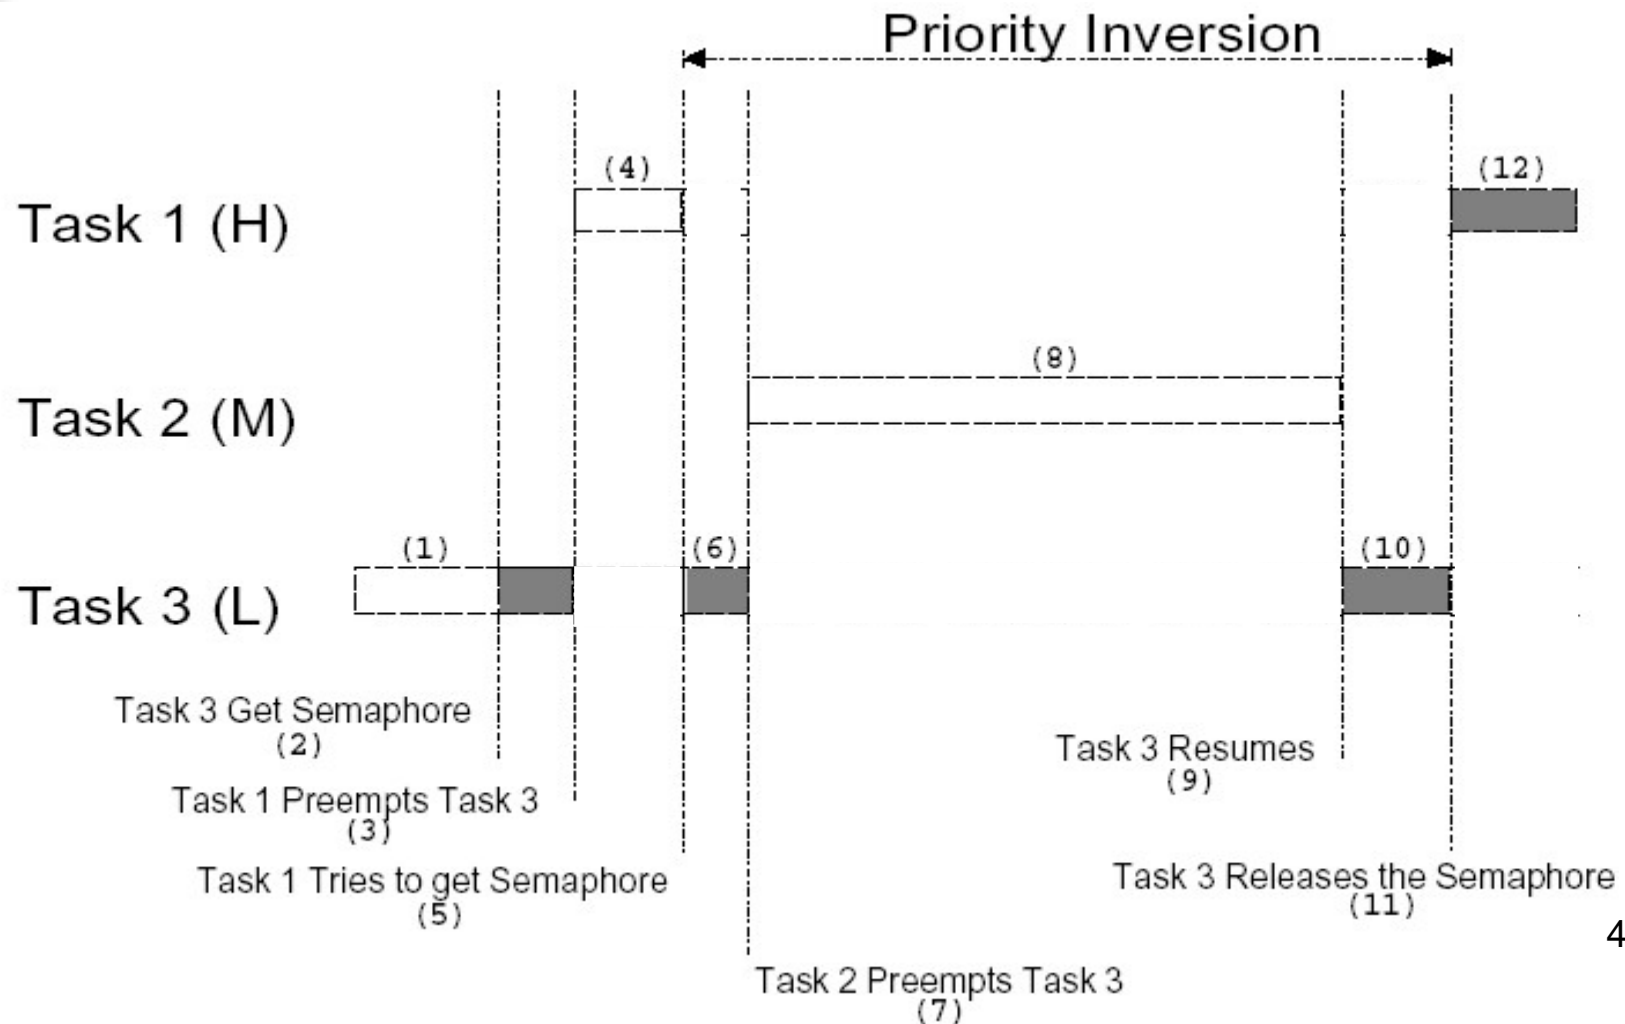 Priority Inversion
(4)
(12)
Task 1 (H)
(8)
Task 2 (M)
(1)
(6)
(10)
Task 3 (L)
Task 3 Get Semaphore
(2)
Task 3 Resumes
(9)
Task 1 Preempts Task 3
(3)
Task 1 Tries to get Semaphore
(5)
Task 3 Releases the Semaphore
(11)
4
Task 2 Preempts Task 3
(7)